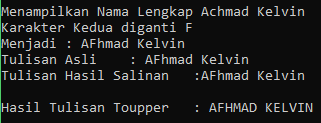 Menampilkan Nama Lengkap Achmad Kelvin
Karakter Kedua diganti F
Menjadi : AFhmad Kelvin
Tulisan Asli    : AFhmad Kelvin
Tulisan Hasil Salinan   :AFhmad Kelvin
Hasil Tulisan Toupper   : AFHMAD KELVIN